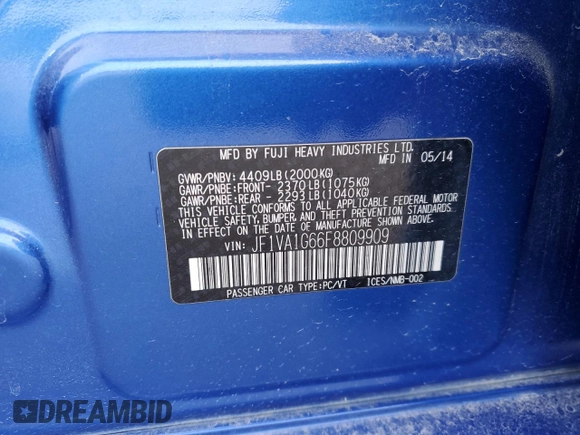 MFD BY FUJI HEAVY INDUSTRIES LTD.
MFD IN 05/14
GVWR/PNBV: 4409LB(2000KG)
GAWR/PNBE:FRONT- 2370LB(1075KG)
GAWR/PNBE:REAR - 2293LB(1040KG)
THIS VEHICLE CONFORMS TO ALL APPLICABLE FEDERAL MOTOR
VEHICLE SAFETY,BUMPER,AND THEFT PREVENTION STANDARDS
IN EFFECT ON THE DATE OF MANUFACTURE SHOWN ABOVE.
VIN: JF1VA1G66F8809909
PASSENGER CAR TYPE:PC/VT ICES/NMB-002
DREAMBID